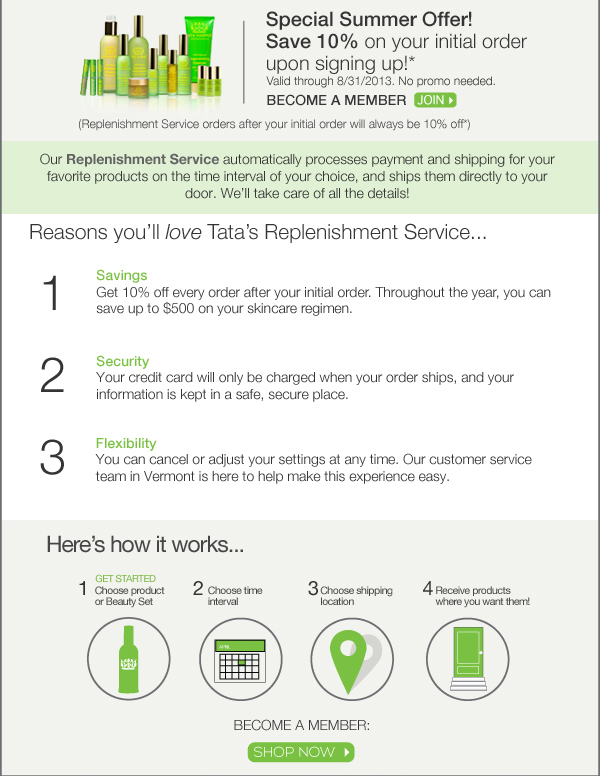 Special Summer Offer!
Save 10% on your initial order
upon signing up!*
Valid through 8/31/2013. No promo needed.
BECOME A MEMBER JOIN
(Replenishment Service orders after your initial order will always be 10% off*)
Our Replenishment Service automatically processes payment and shipping for your
favorite products on the time interval of your choice, and ships them directly to your
door. We'll take care of all the details!
Reasons you'll love Tata's Replenishment Service...
1
Savings
Get 10% off every order after your initial order. Throughout the year, you can
save up to $500 on your skincare regimen.
2
Security
Your credit card will only be charged when your order ships, and your
information is kept in a safe, secure place.
3
Flexibility
You can cancel or adjust your settings at any time. Our customer service
team in Vermont is here to help make this experience easy.
Here's how it works...
1
GET STARTED
Choose product
or Beauty Set
2 Choose time
interval
3 Choose shipping
location
4 Receive products
where you want them!
APRIL
BECOME A MEMBER:
SHOP NOW